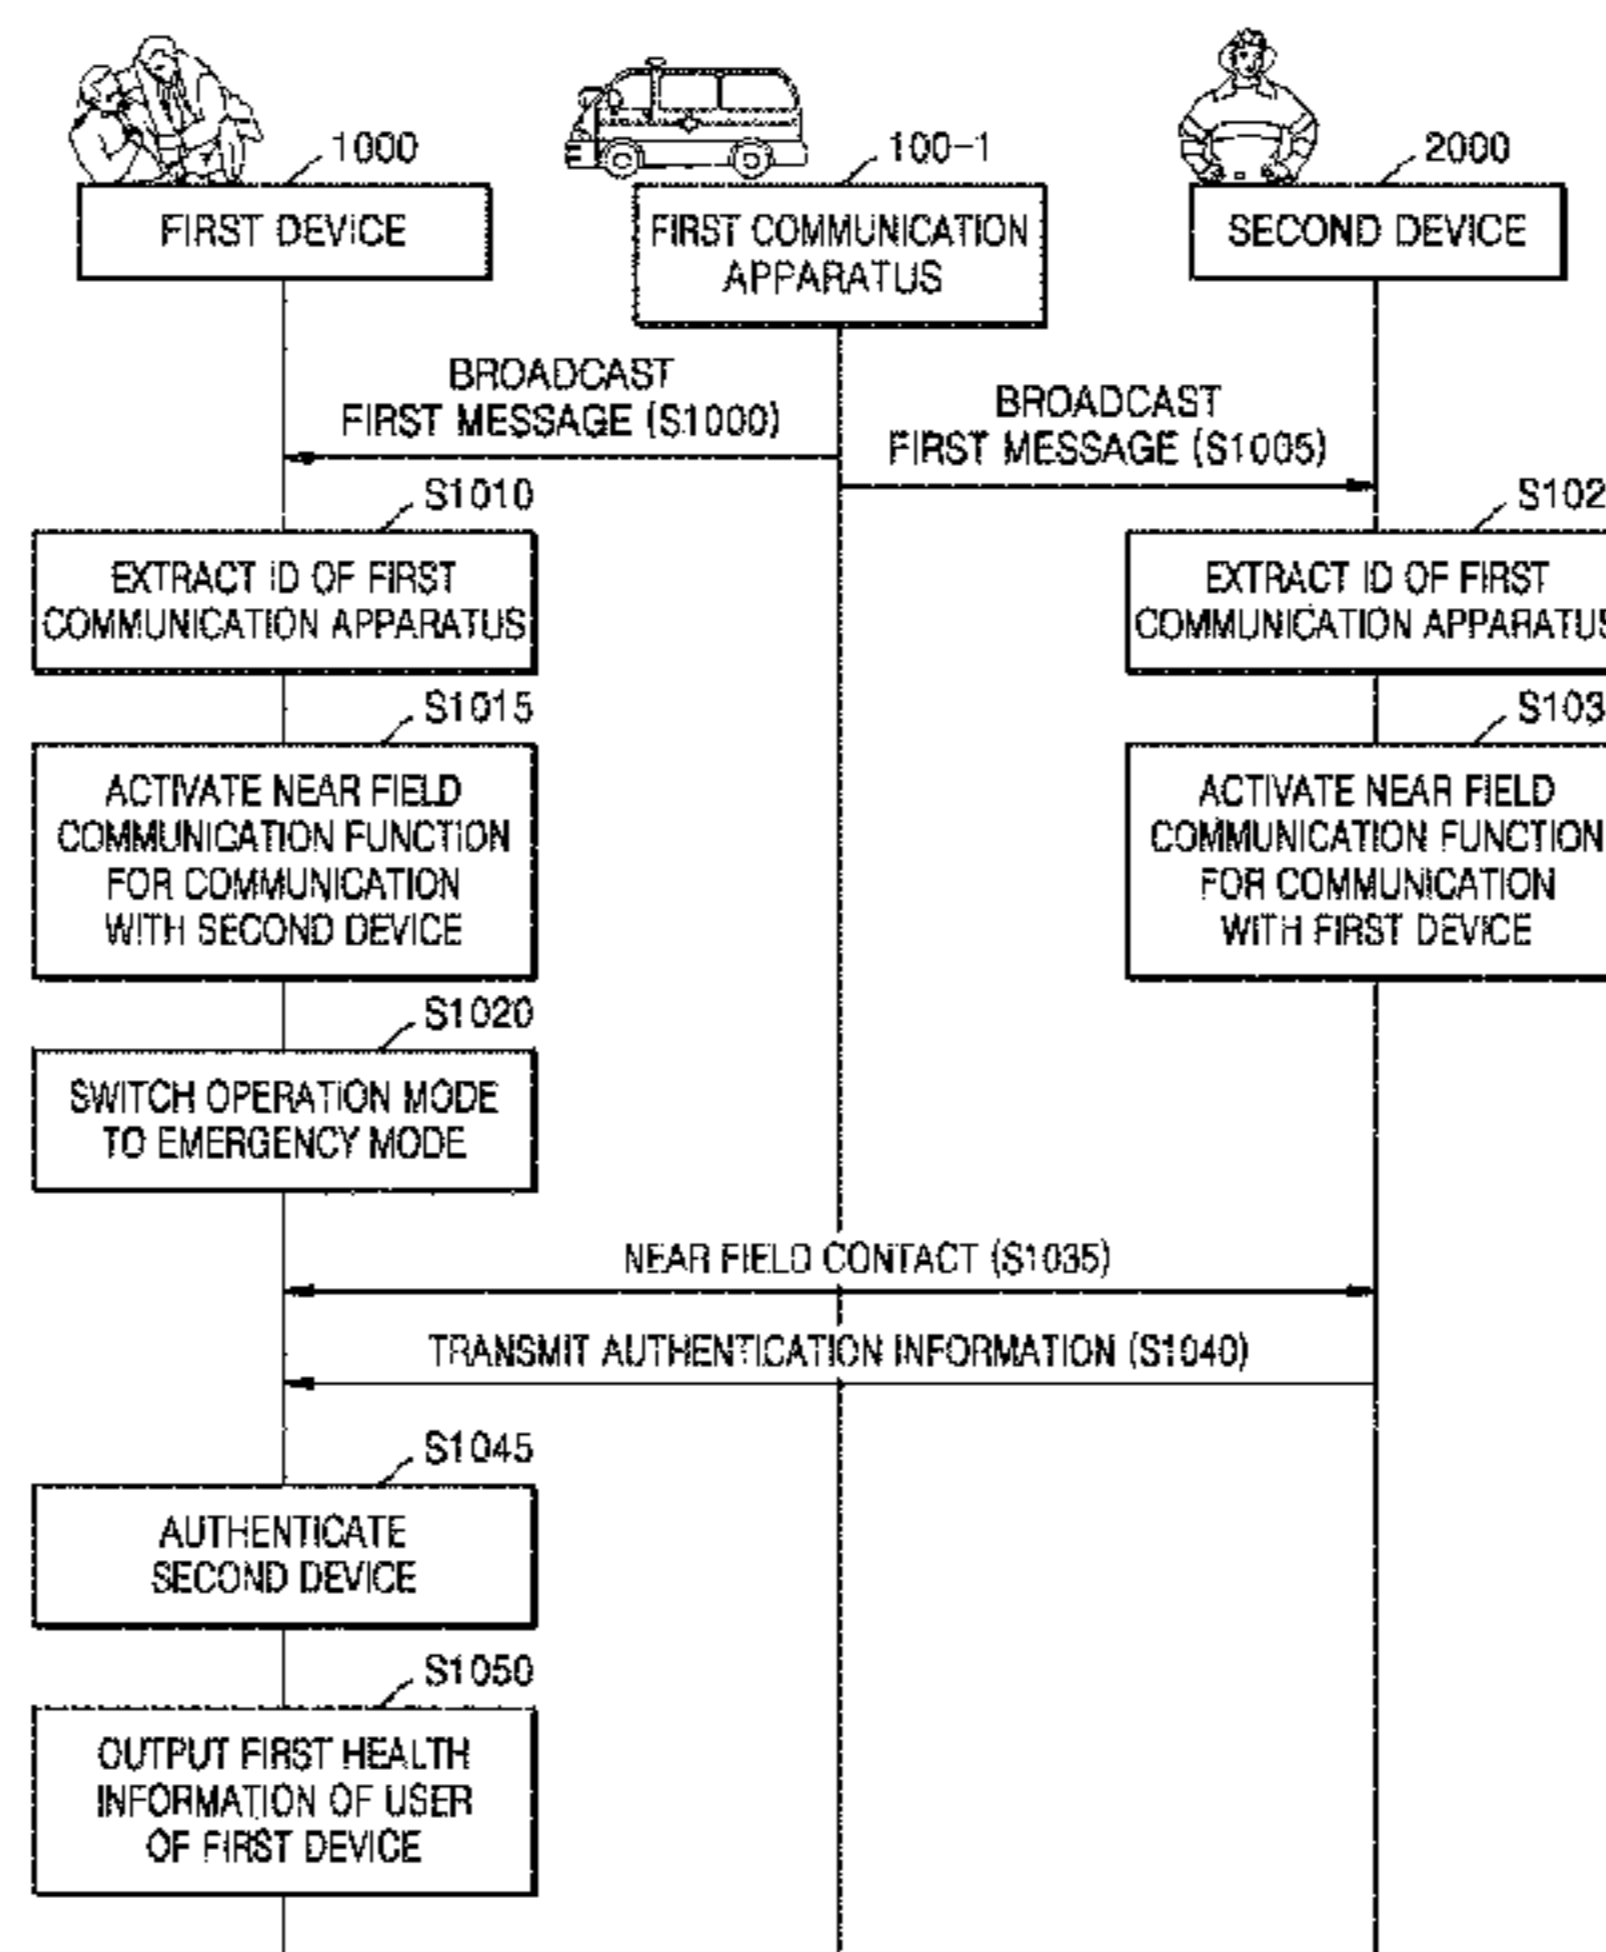 1000
100-1
2000
FIRST DEVICE
FIRST COMMUNICATION
APPARATUS
SECOND DEVICE
BROADCAST
FIRST MESSAGE (S1000)
BROADCAST
FIRST MESSAGE (S1005)
S1010
S102
EXTRACT ID OF FIRST
COMMUNICATION APPARATUS
EXTRACT ID OF FIRST
COMMUNICATION APPARATUS
S1015
S103
ACTIVATE NEAR FIELD
COMMUNICATION FUNCTION
FOR COMMUNICATION
WITH SECOND DEVICE
ACTIVATE NEAR FIELD
COMMUNICATION FUNCTION
FOR COMMUNICATION
WITH FIRST DEVICE
S1020
SWITCH OPERATION MODE
TO EMERGENCY MODE
NEAR FIELD CONTACT (S1035)
TRANSMIT AUTHENTICATION INFORMATION (S1040)
S1045
AUTHENTICATE
SECOND DEVICE
S1050
OUTPUT FIRST HEALTH
INFORMATION OF USER
OF FIRST DEVICE